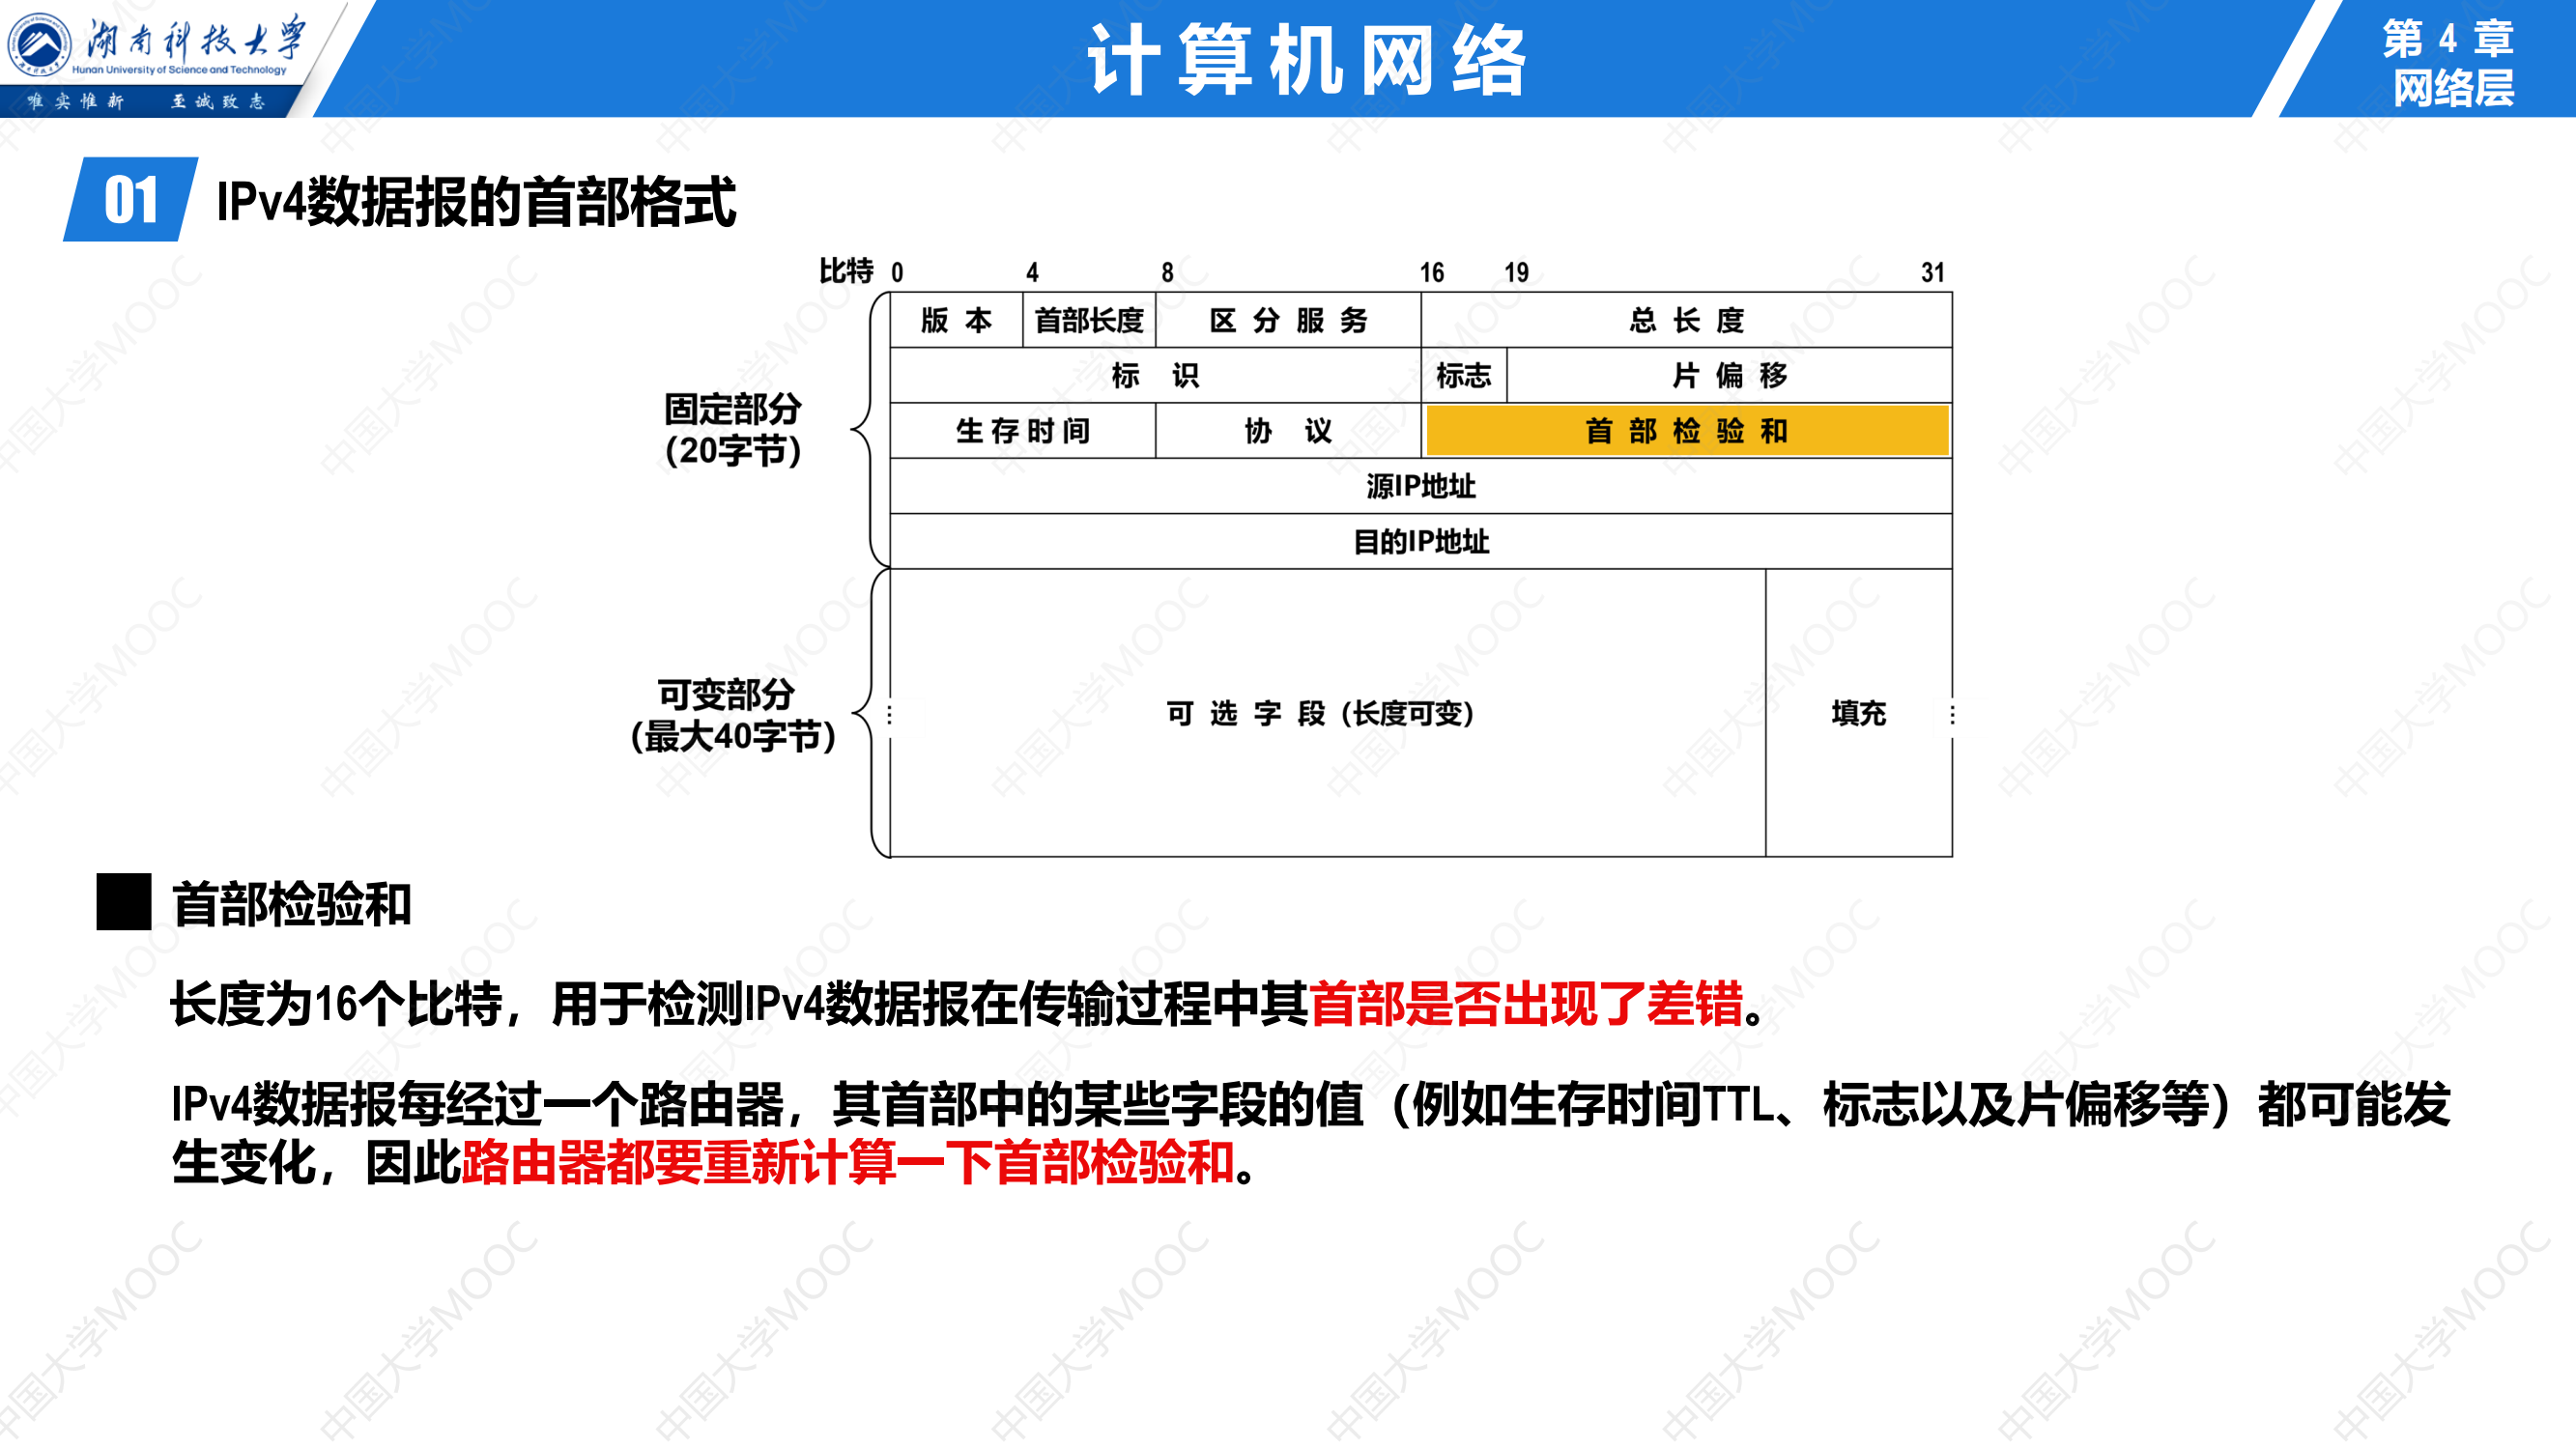 湖南科技大学
Hunan University of Science and Technology
唯实惟新 至诚致志
计算机网络
第 4 章
网络层
01 IPv4数据报的首部格式
比特 0 4 8 16 19 31
版 本 首部长度 区 分 服 务 总 长 度
标 识 标志 片 偏 移
生 存 时 间 协 议 首 部 检 验 和
源IP地址
目的IP地址
固定部分
(20字节)
可 选 字 段 (长度可变) 填充
可变部分
(最大40字节)
首部检验和
长度为16个比特，用于检测IPv4数据报在传输过程中其首部是否出现了差错。
IPv4数据报每经过一个路由器，其首部中的某些字段的值（例如生存时间TTL、标志以及片偏移等）都可能发
生变化，因此路由器都要重新计算一下首部检验和。
中国大学MOOC